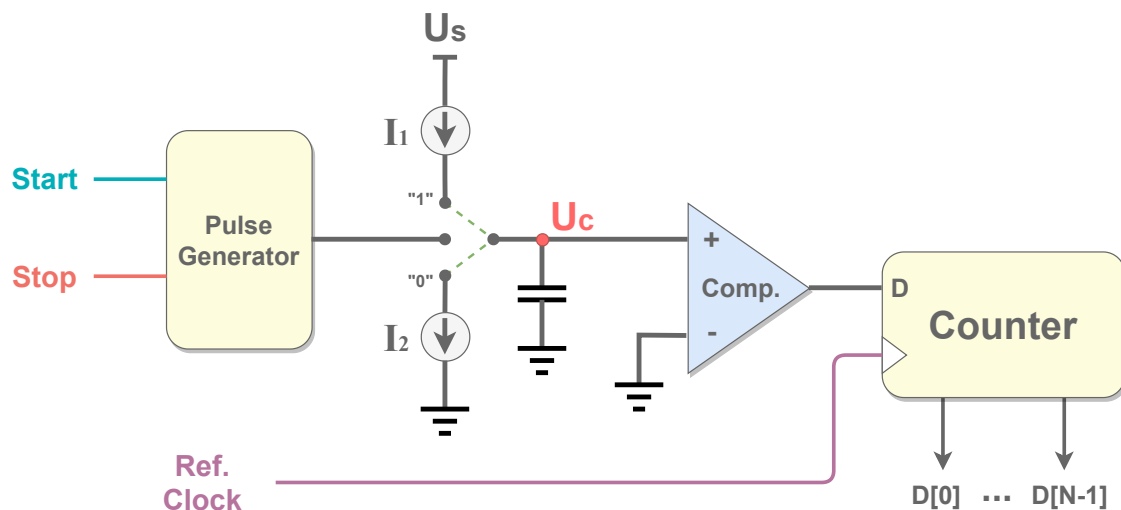 Us
I1
Start
"1"
Pulse
Generator
Uc
+
Stop
"0"
Comp.
-
D
Counter
I2
Ref.
Clock
D[0] ... D[N-1]